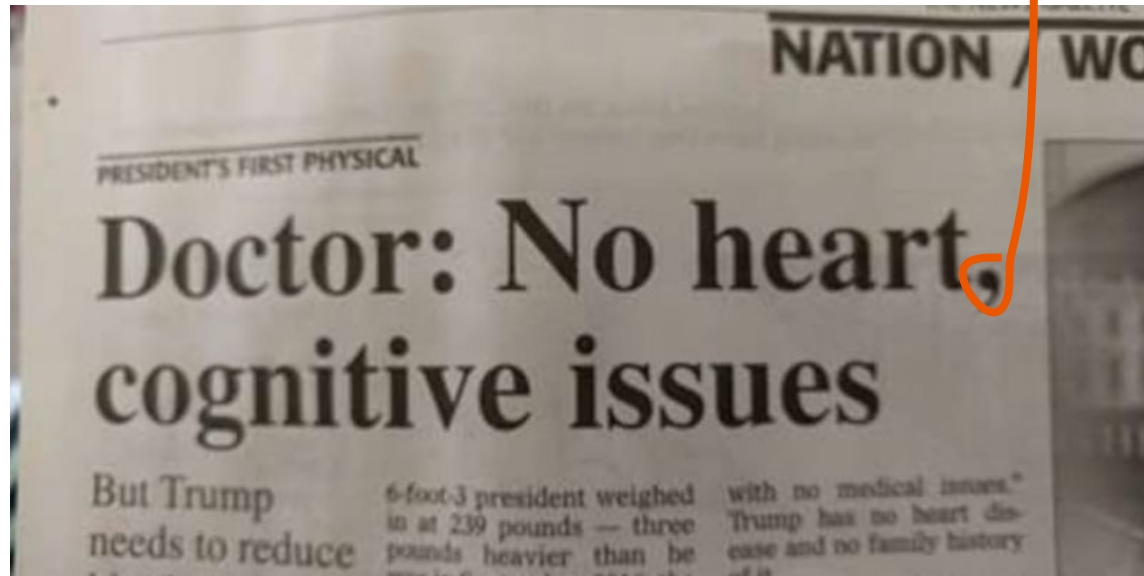 NATION / WO
PRESIDENT'S FIRST PHYSICAL
Doctor: No heart,
cognitive issues
But Trump
needs to reduce
6-foot-3 president weighed
in at 239 pounds — three
pounds heavier than he
with no medical issues."
Trump has no heart dis-
ease and no family history
of it